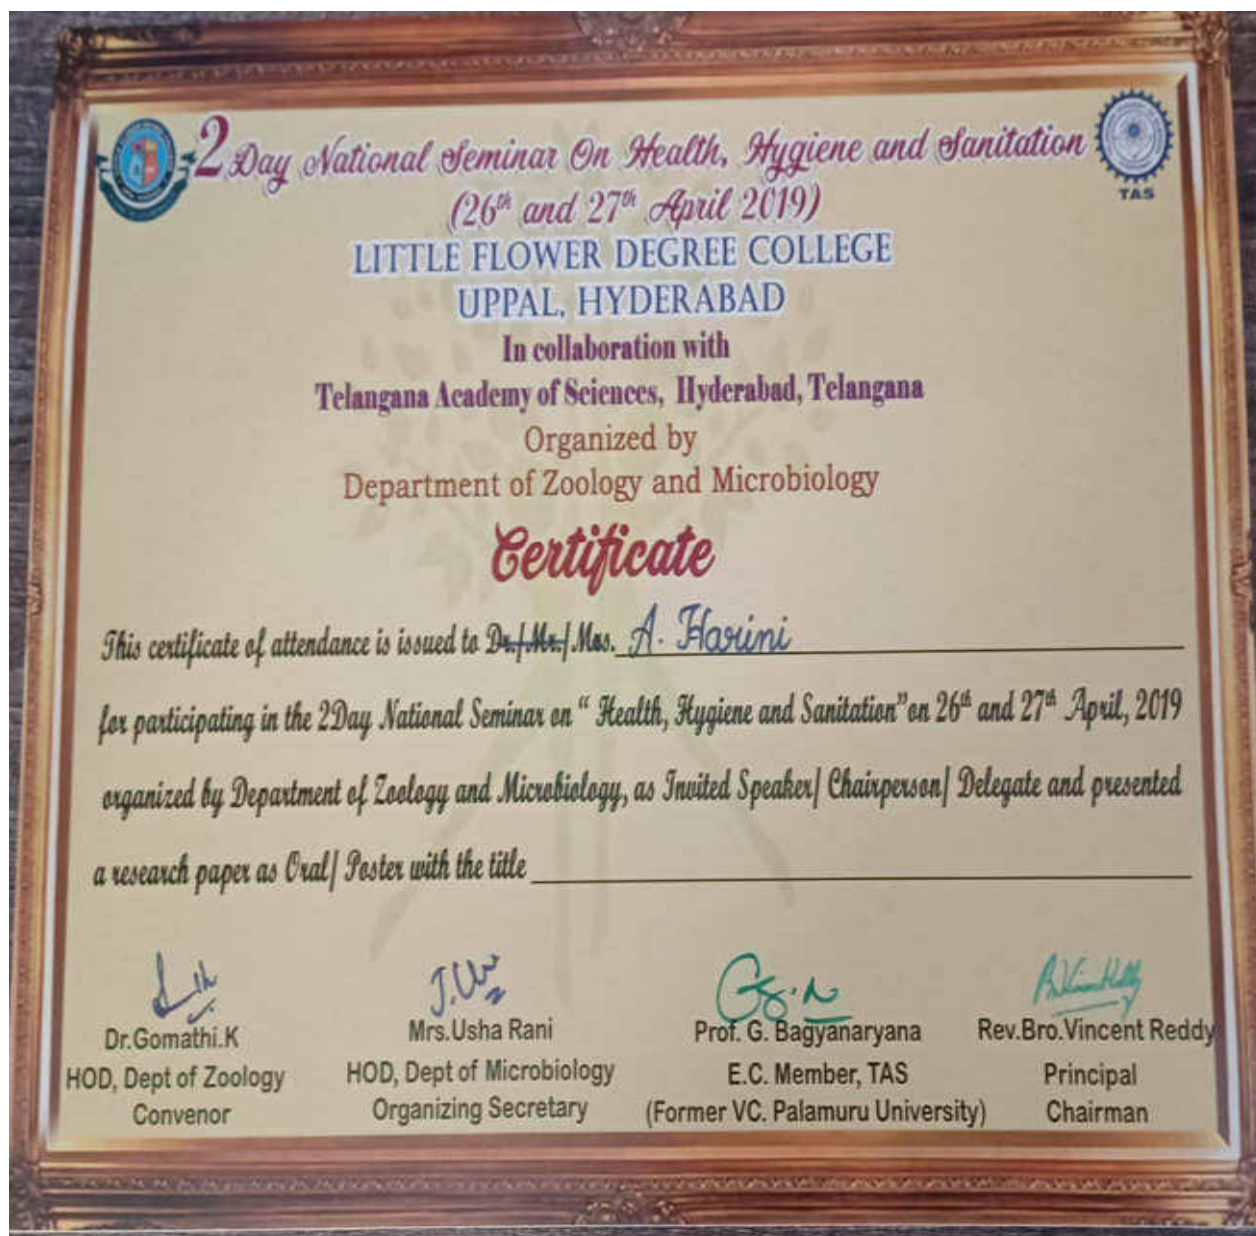 2 Day National Seminar On Health, Hygiene and Sanitation
(26th and 27th April 2019)
TAS
LITTLE FLOWER DEGREE COLLEGE
UPPAL, HYDERABAD
In collaboration with
Telangana Academy of Sciences, Hyderabad, Telangana
Organized by
Department of Zoology and Microbiology
Certificate
This certificate of attendance is issued to Dr./Mr./Mrs. A. Harini
for participating in the 2Day National Seminar on “ Health, Hygiene and Sanitation”on 26th and 27th April, 2019
organized by Department of Zoology and Microbiology, as Invited Speaker/ Chairperson/ Delegate and presented
a research paper as Oral/ Poster with the title
Dr.Gomathi.K
HOD, Dept of Zoology
Convenor
Mrs.Usha Rani
HOD, Dept of Microbiology
Organizing Secretary
Prof. G. Bagyanaryana
E.C. Member, TAS
(Former VC. Palamuru University)
Rev.Bro.Vincent Reddy
Principal
Chairman